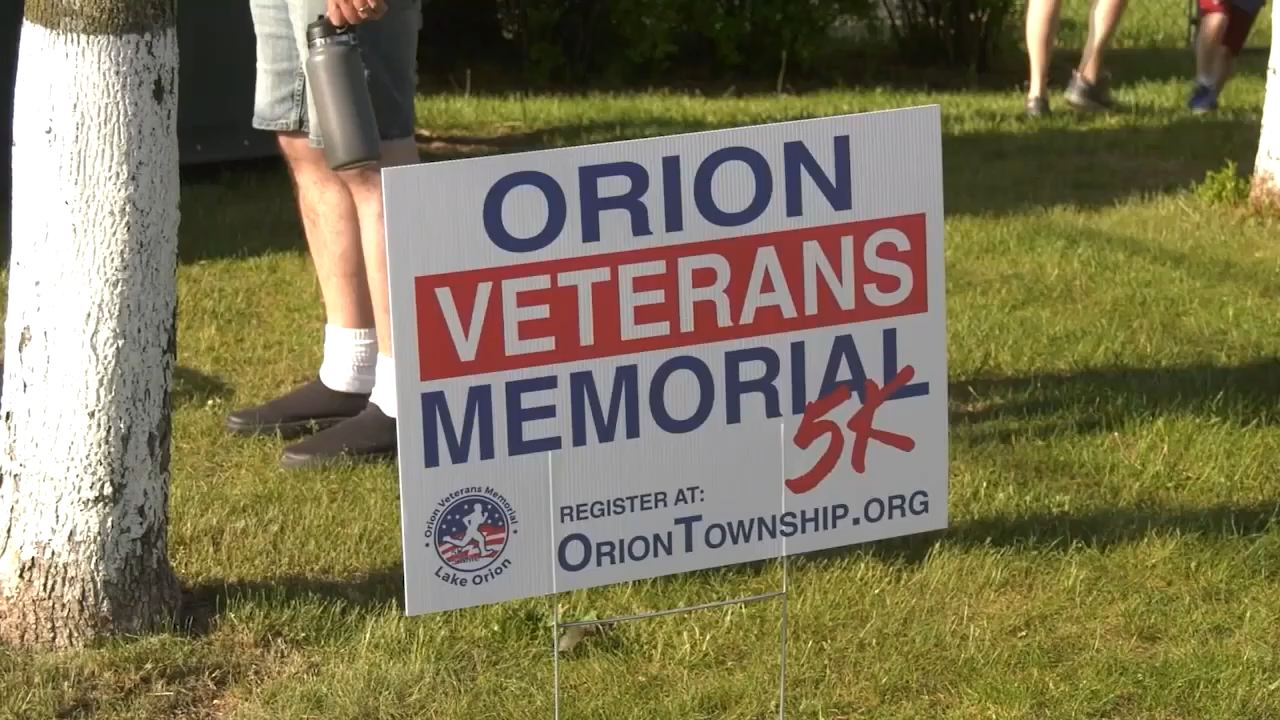 ORION
VETERANS
MEMORIAL
5K
REGISTER AT:
ORIONTOWNSHIP.ORG
Orion Veterans Memorial
Lake Orion